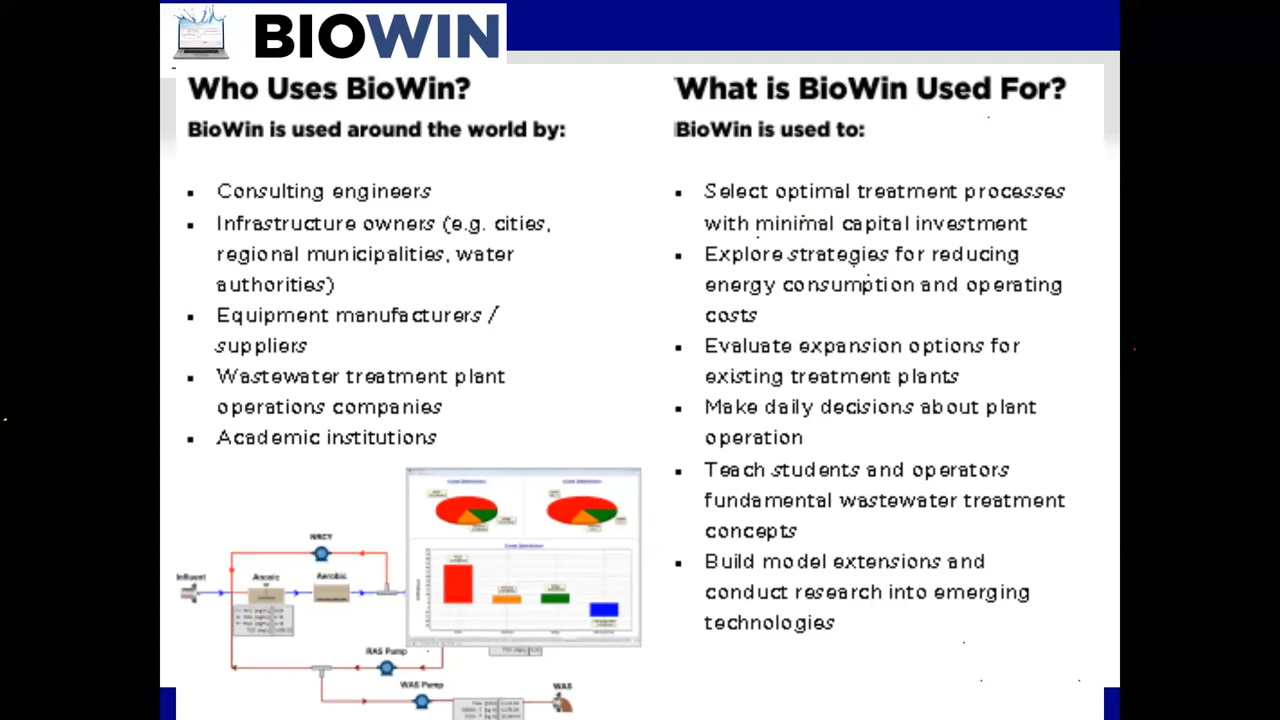 BIOWIN
Who Uses BioWin?
BioWin is used around the world by:
▪ Consulting engineers
▪ Infrastructure owners (e.g. cities,
regional municipalities, water
authorities)
▪ Equipment manufacturers /
suppliers
▪ Wastewater treatment plant
operations companies
▪ Academic institutions
What is BioWin Used For?
BioWin is used to:
▪ Select optimal treatment processes
with minimal capital investment
▪ Explore strategies for reducing
energy consumption and operating
costs
▪ Evaluate expansion options for
existing treatment plants
▪ Make daily decisions about plant
operation
▪ Teach students and operators
fundamental wastewater treatment
concepts
▪ Build model extensions and
conduct research into emerging
technologies
NRCY
Influent
Anoxic
Aerobic
RAS Pump
WAS Pump
WAS